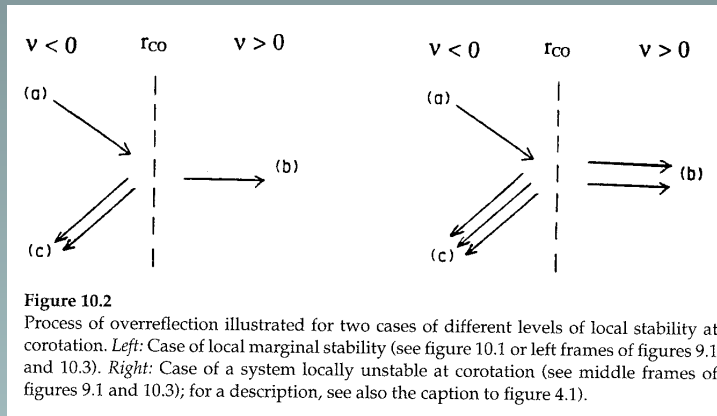 ν < 0 rco ν > 0
(a)
(b)
(c)
ν < 0 rco ν > 0
(a)
(b)
(c)
Figure 10.2
Process of overreflection illustrated for two cases of different levels of local stability at
corotation. Left: Case of local marginal stability (see figure 10.1 or left frames of figures 9.1
and 10.3). Right: Case of a system locally unstable at corotation (see middle frames of
figures 9.1 and 10.3); for a description, see also the caption to figure 4.1).